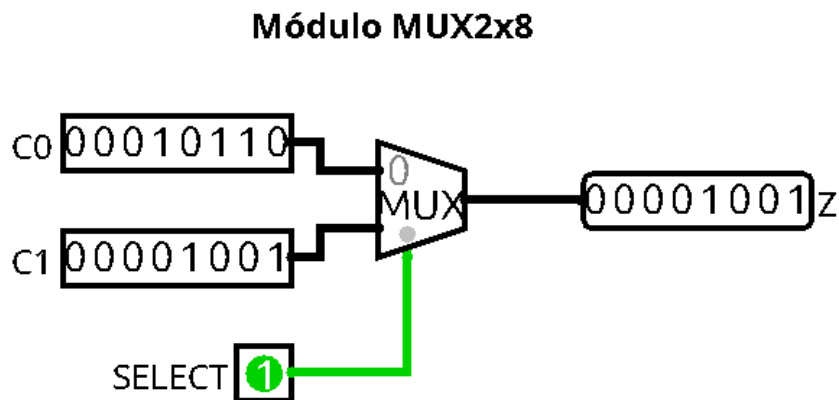 Módulo MUX2x8
C0 00010110
0
MUX
00001001 Z
C1 00001001
SELECT 1